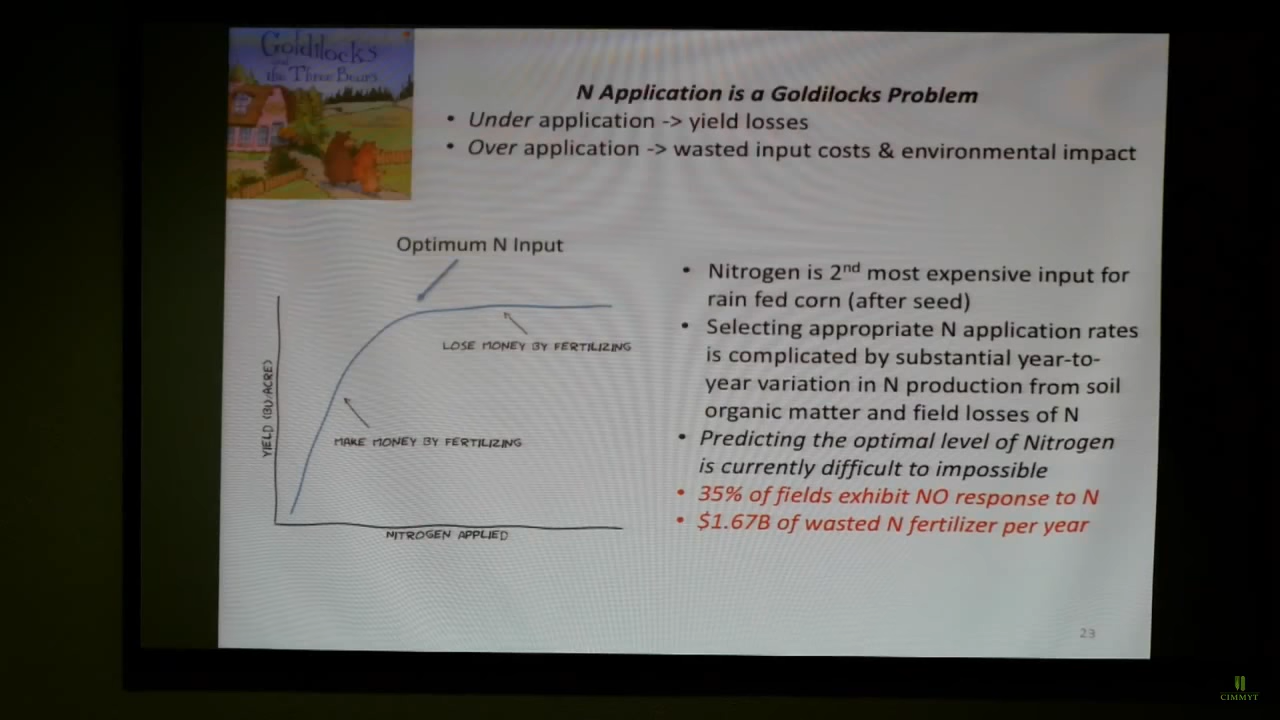 Goldilocks
and
the Three Bears
N Application is a Goldilocks Problem
• Under application -> yield losses
• Over application -> wasted input costs & environmental impact
Optimum N Input
LOSE MONEY BY FERTILIZING
MAKE MONEY BY FERTILIZING
YIELD (BU/ACRE)
NITROGEN APPLIED
• Nitrogen is 2nd most expensive input for
rain fed corn (after seed)
• Selecting appropriate N application rates
is complicated by substantial year-to-
year variation in N production from soil
organic matter and field losses of N
• Predicting the optimal level of Nitrogen
is currently difficult to impossible
• 35% of fields exhibit NO response to N
• $1.67B of wasted N fertilizer per year
23
CIMMYT